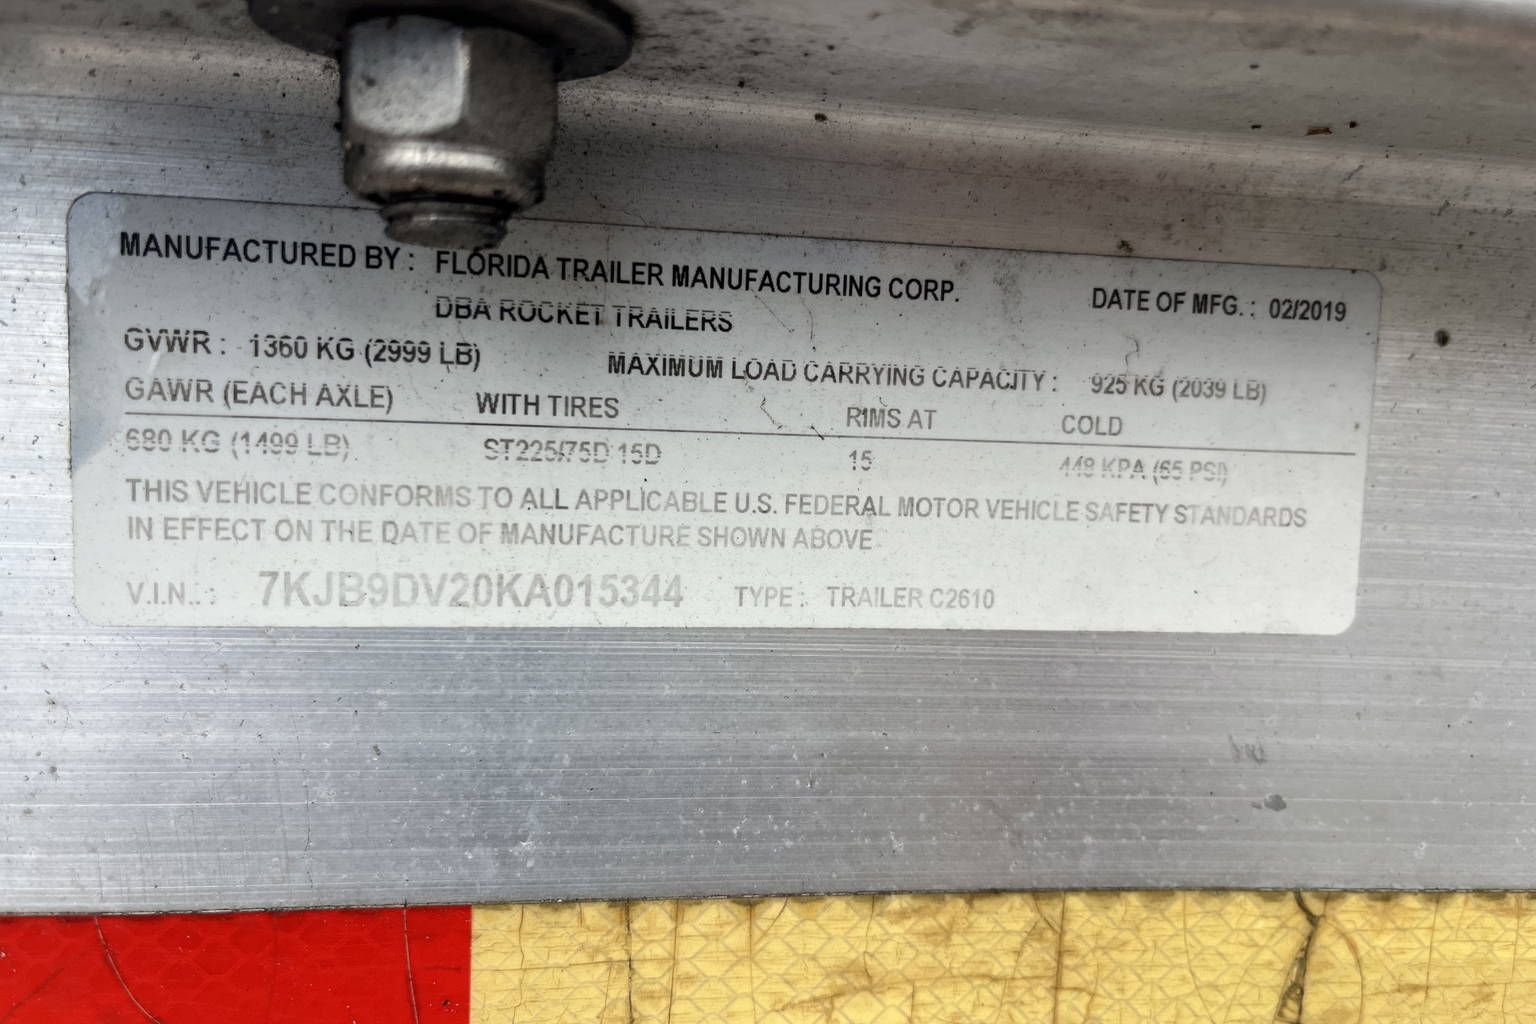 MANUFACTURED BY : FLORIDA TRAILER MANUFACTURING CORP.
DBA ROCKET TRAILERS
DATE OF MFG. : 02/2019
GVWR : 1360 KG (2999 LB)
MAXIMUM LOAD CARRYING CAPACITY : 925 KG (2039 LB)
GAWR (EACH AXLE) WITH TIRES RIMS AT COLD
680 KG (1499 LB) ST225/75D 15D 15 448 KPA (65 PSI)
THIS VEHICLE CONFORMS TO ALL APPLICABLE U.S. FEDERAL MOTOR VEHICLE SAFETY STANDARDS
IN EFFECT ON THE DATE OF MANUFACTURE SHOWN ABOVE.
V.I.N.. : 7KJB9DV20KA015344 TYPE : TRAILER C2610